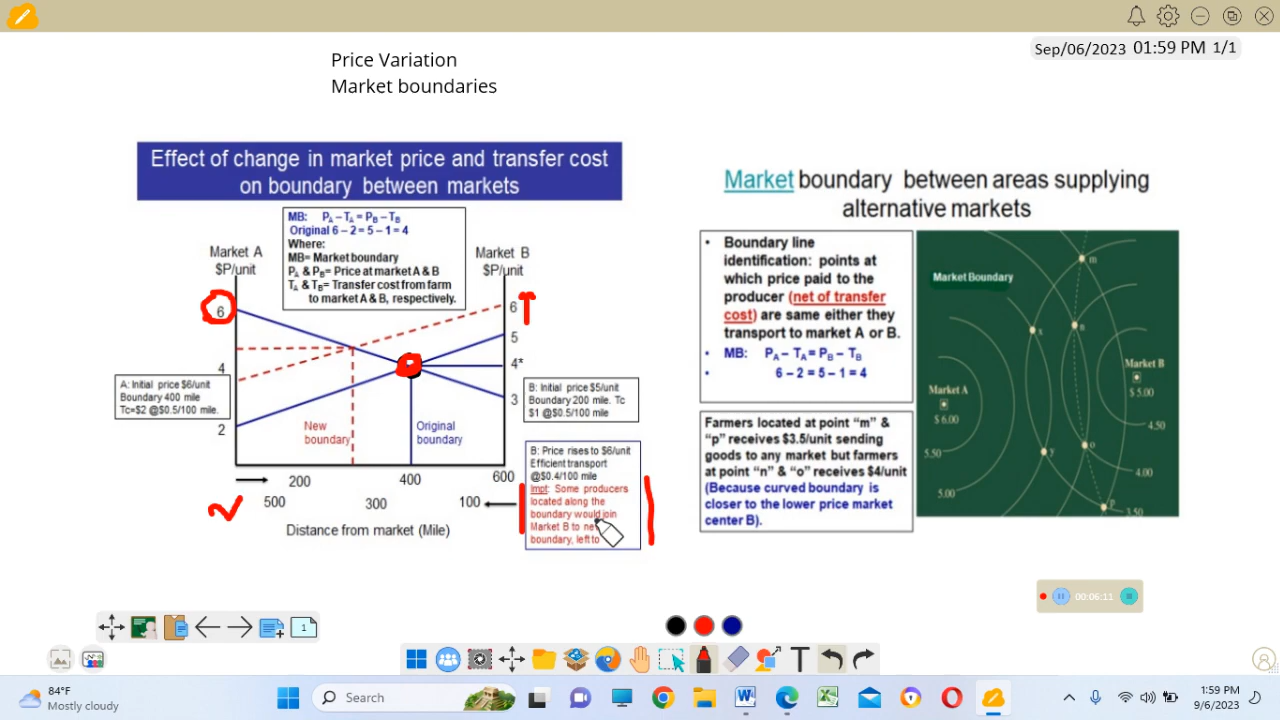 Sep/06/2023 01:59 PM 1/1
Price Variation
Market boundaries
Effect of change in market price and transfer cost
on boundary between markets
MB: PA – TA = PB – TB
Original 6 – 2 = 5 – 1 = 4
Where:
MB= Market boundary
PA & PB= Price at market A & B
TA & TB= Transfer cost from farm
to market A & B, respectively.
Market A
$P/unit
Market B
$P/unit
6
4
2
6
5
4*
3
A: Initial price $6/unit
Boundary 400 mile
Tc=$2 @$0.5/100 mile.
B: Initial price $5/unit
Boundary 200 mile. Tc
$1 @$0.5/100 mile
New
boundary
Original
boundary
B: Price rises to $6/unit
Efficient transport
@$0.4/100 mile
Impt: Some producers
located along the
boundary would join
Market B to
boundary, left to
200 400 600
500 300 100
Distance from market (Mile)
Market boundary between areas supplying
alternative markets
• Boundary line
identification: points at
which price paid to the
producer (net of transfer
cost) are same either they
transport to market A or B.
• MB: PA – TA = PB – TB
• 6 – 2 = 5 – 1 = 4
Farmers located at point “m” &
“p” receives $3.5/unit sending
goods to any market but farmers
at point “n” & “o” receives $4/unit
(Because curved boundary is
closer to the lower price market
center B).
Market Boundary
m
x
n
Market B
$ 5.00
Market A
$ 6.00
4.50
5.50
y
o
4.00
5.00
p
3.50
00:06:11
1
84°F
Mostly cloudy
Search
1:59 PM
9/6/2023